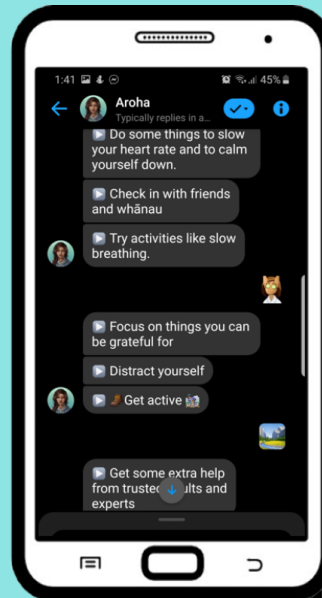 1:41
45%
Aroha
Typically replies in a...
Do some things to slow
your heart rate and to calm
yourself down.
Check in with friends
and whānau
Try activities like slow
breathing.
Focus on things you can
be grateful for
Distract yourself
Get active
Get some extra help
from trusted and
experts